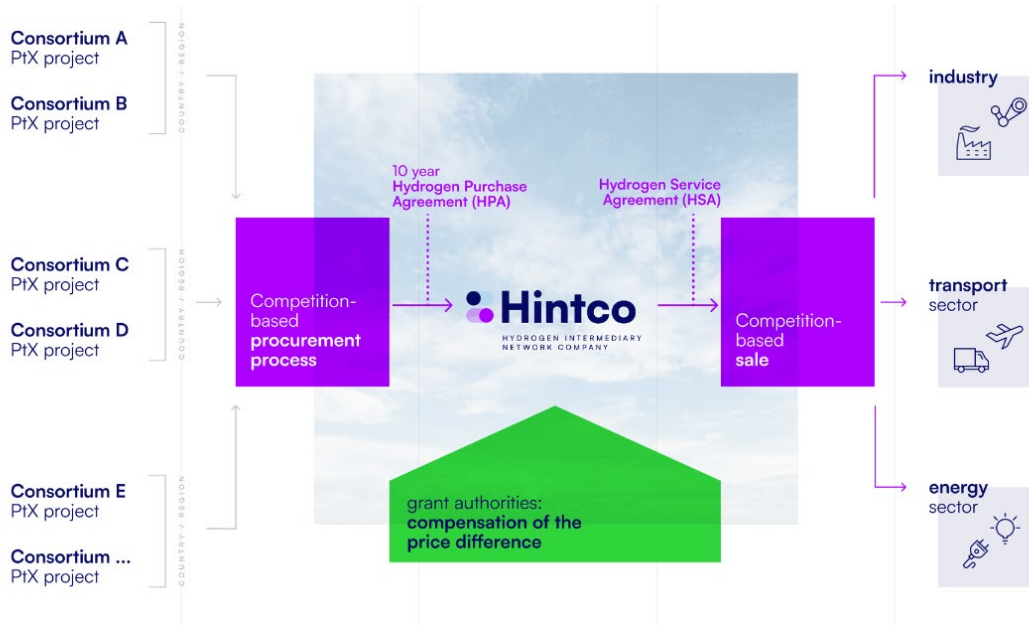 Consortium A
PtX project
Consortium B
PtX project
COUNTRY / REGION
Consortium C
PtX project
Consortium D
PtX project
COUNTRY / REGION
Consortium E
PtX project
Consortium ...
PtX project
COUNTRY / REGION
Competition-
based
procurement
process
10 year
Hydrogen Purchase
Agreement (HPA)
Hintco
HYDROGEN INTERMEDIARY
NETWORK COMPANY
Hydrogen Service
Agreement (HSA)
Competition-
based
sale
grant authorities:
compensation of the
price difference
industry
transport
sector
energy
sector